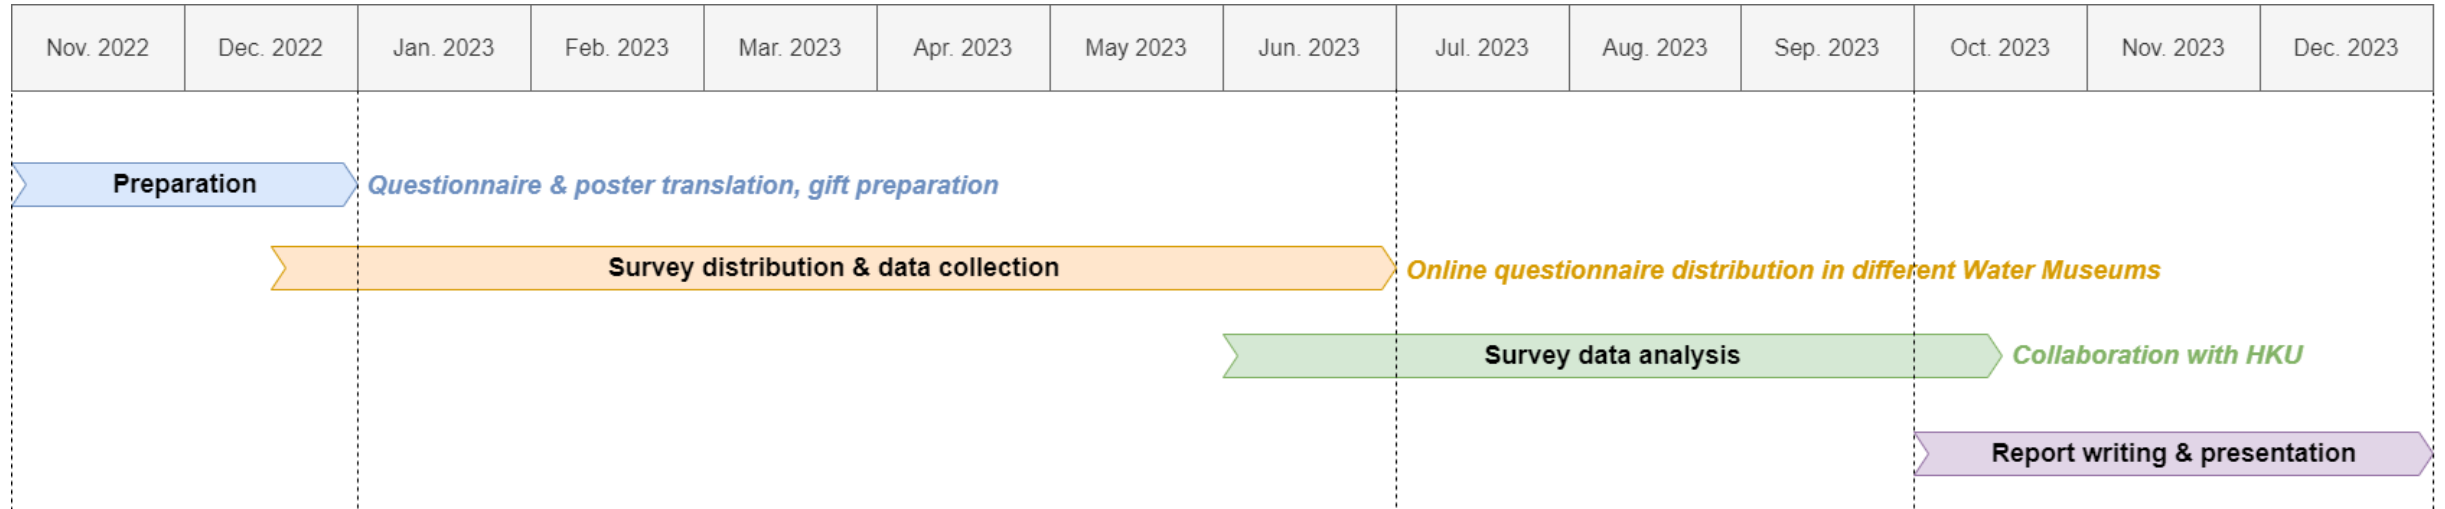 Nov. 2022 Dec. 2022 Jan. 2023 Feb. 2023 Mar. 2023 Apr. 2023 May 2023 Jun. 2023 Jul. 2023 Aug. 2023 Sep. 2023 Oct. 2023 Nov. 2023 Dec. 2023
Preparation Questionnaire & poster translation, gift preparation
Survey distribution & data collection Online questionnaire distribution in different Water Museums
Survey data analysis Collaboration with HKU
Report writing & presentation